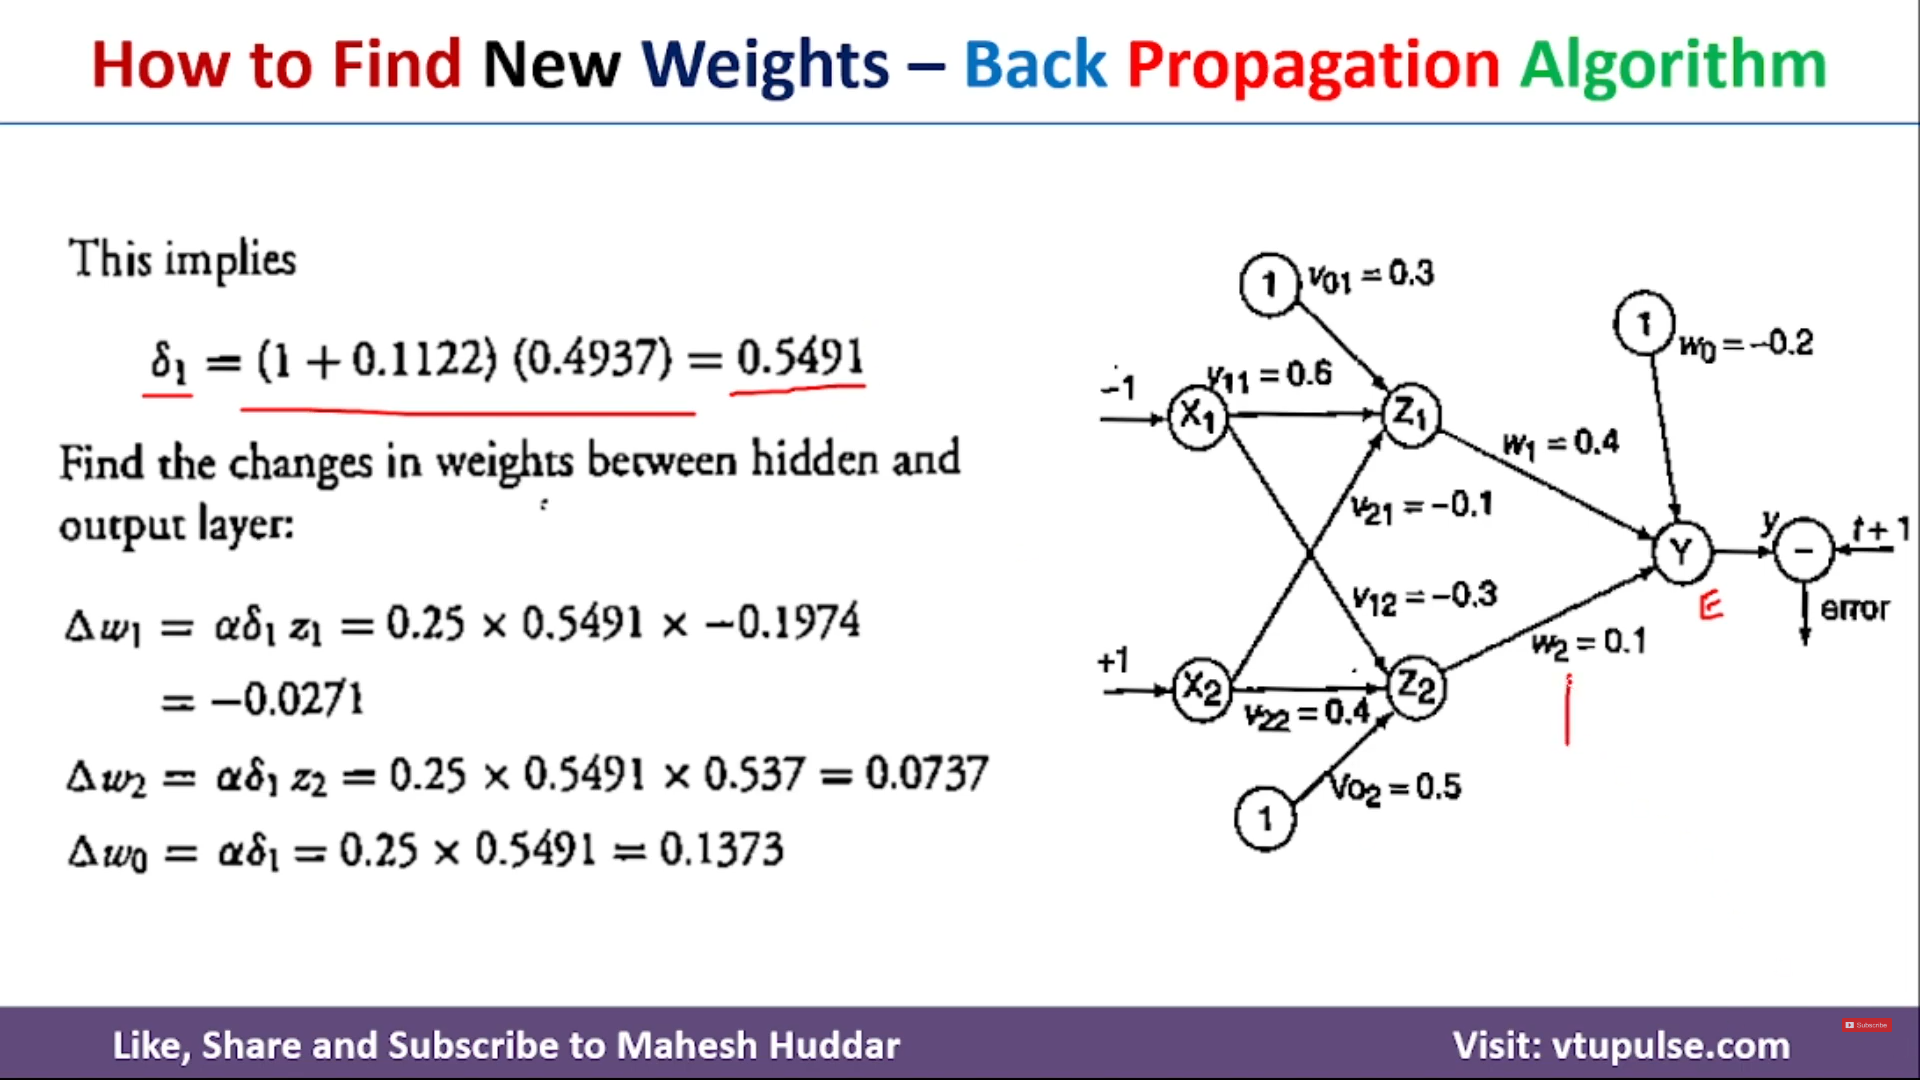 How to Find New Weights – Back Propagation Algorithm
This implies
δ₁ = (1 + 0.1122) (0.4937) = 0.5491
Find the changes in weights between hidden and
output layer:
Δw₁ = αδ₁ z₁ = 0.25 × 0.5491 × −0.1974
= −0.0271
Δw₂ = αδ₁ z₂ = 0.25 × 0.5491 × 0.537 = 0.0737
Δw₀ = αδ₁ = 0.25 × 0.5491 = 0.1373
1
v₀₁ = 0.3
1
w₀ = −0.2
−1
X₁
v₁₁ = 0.6
Z₁
w₁ = 0.4
v₂₁ = −0.1
Y
y
−
t+1
E
error
v₁₂ = −0.3
w₂ = 0.1
+1
X₂
v₂₂ = 0.4
Z₂
1
Vo₂ = 0.5
Like, Share and Subscribe to Mahesh Huddar
Visit: vtupulse.com
Subscribe